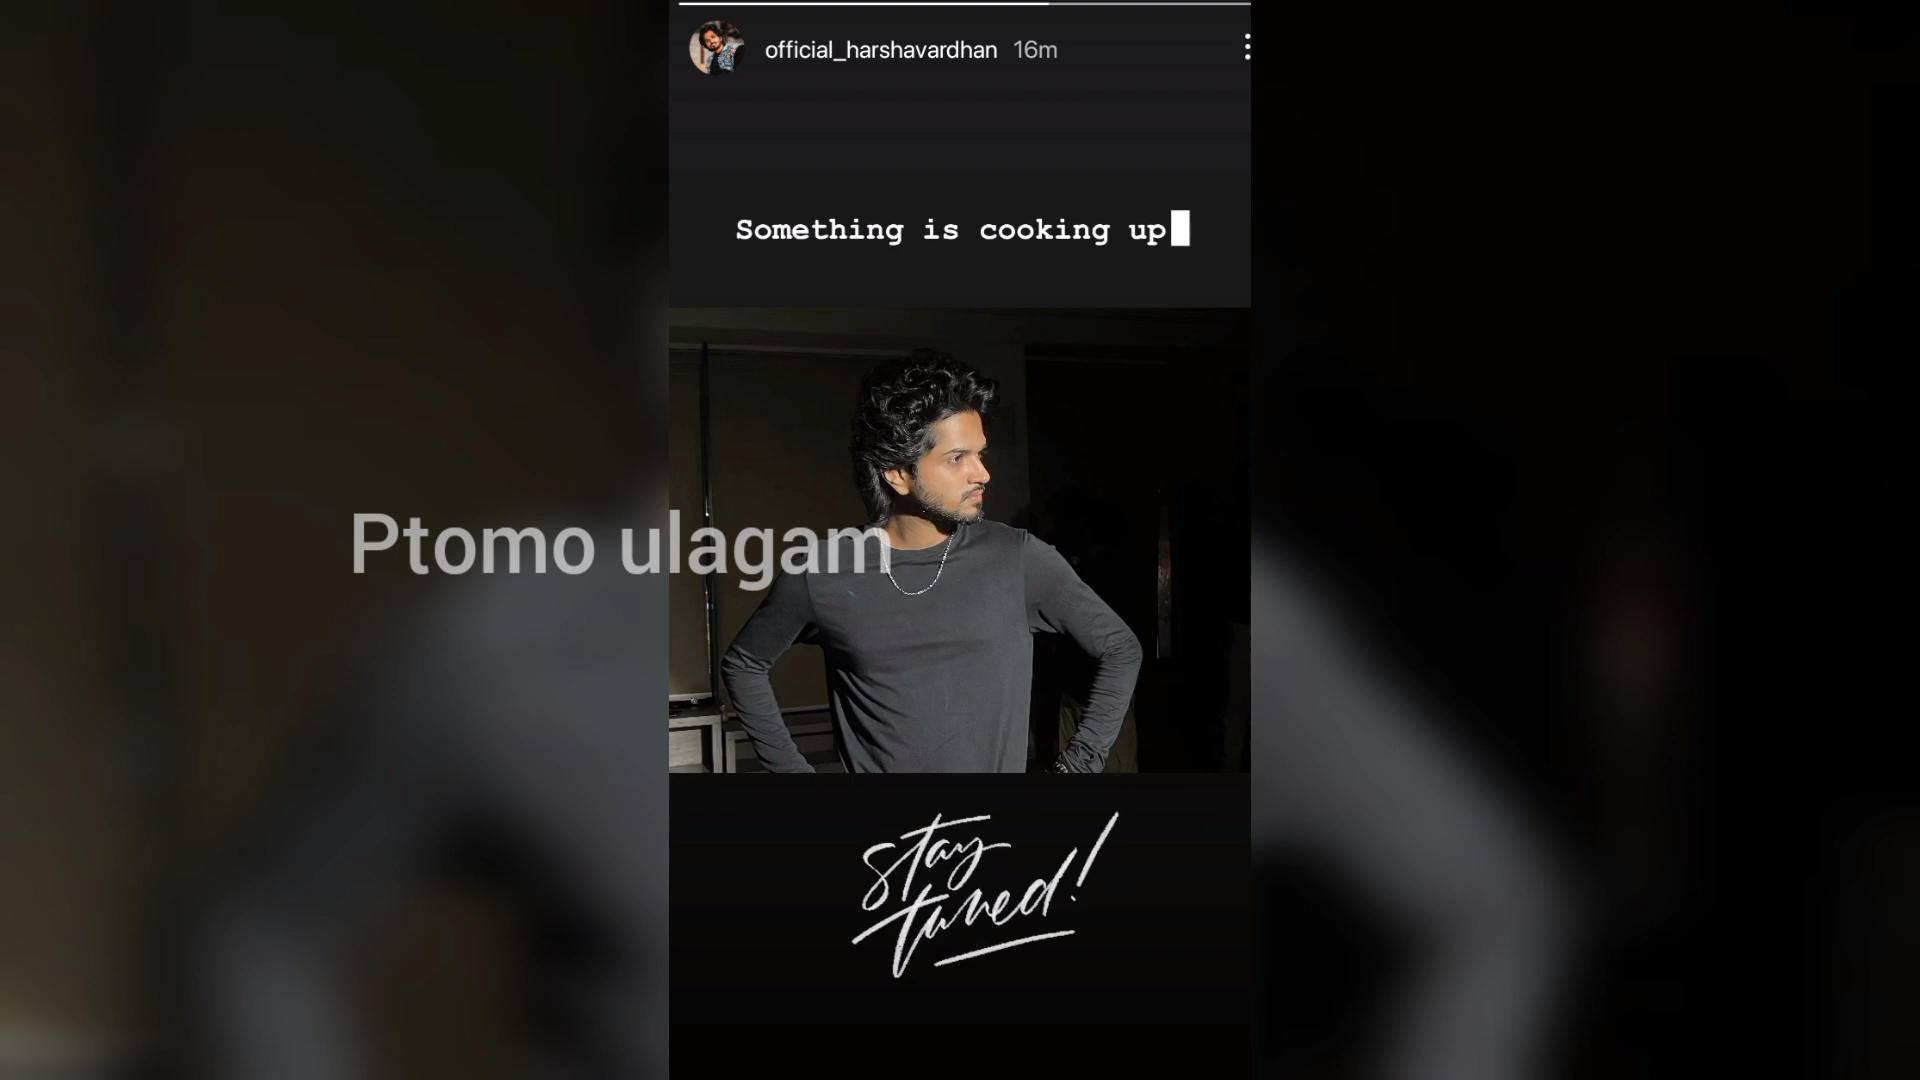 official_harshavardhan 16m
Something is cooking up
Ptomo ulagam
stay
tuned!